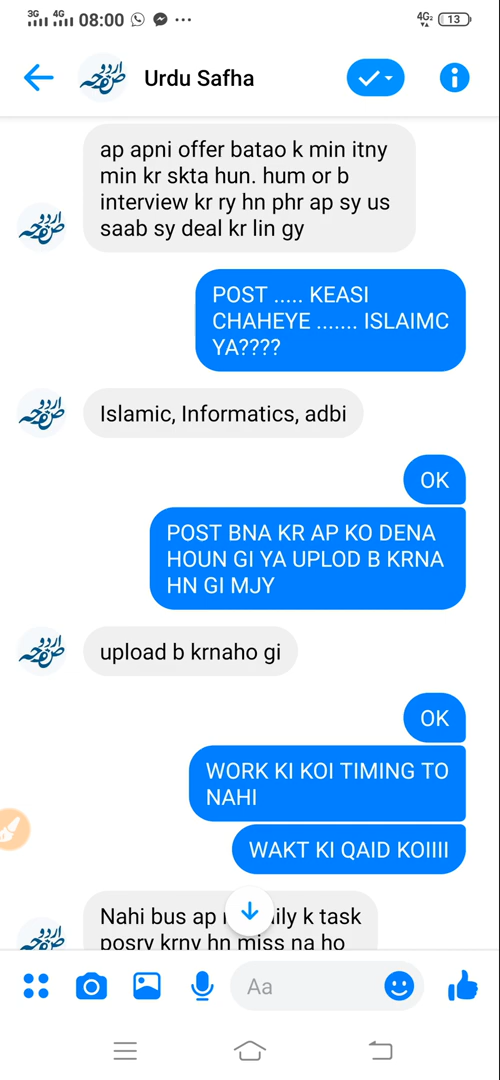 3G 4G 08:00 4G2 13
Urdu Safha
ap apni offer batao k min itny
min kr skta hun. hum or b
interview kr ry hn phr ap sy us
saab sy deal kr lin gy
POST ..... KEASI
CHAHEYE ....... ISLAIMC
YA????
Islamic, Informatics, adbi
OK
POST BNA KR AP KO DENA
HOUN GI YA UPLOD B KRNA
HN GI MJY
upload b krnaho gi
OK
WORK KI KOI TIMING TO
NAHI
WAKT KI QAID KOIIII
Nahi bus ap k task
posry krny hn miss na ho
Aa